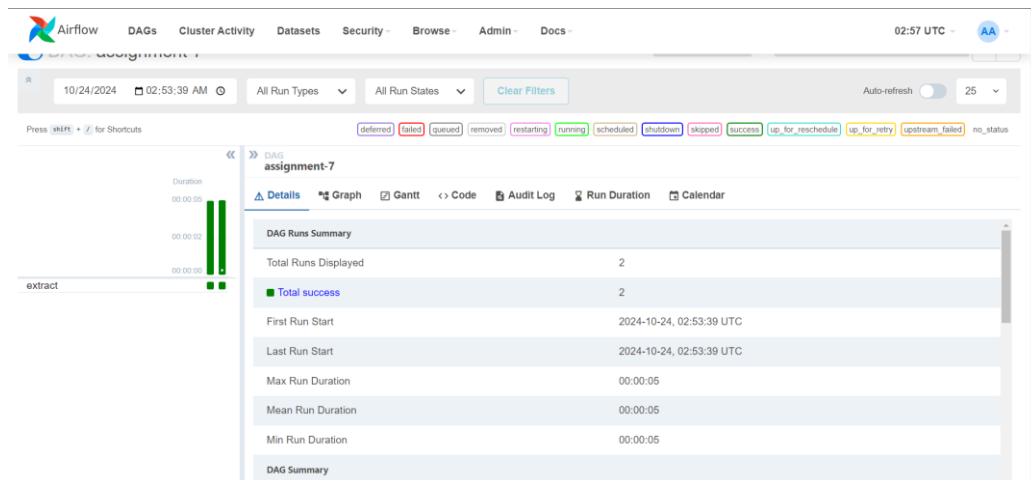 Airflow DAGs Cluster Activity Datasets Security Browse Admin Docs 02:57 UTC AA
DAG: assignment-7
10/24/2024 02:53:39 AM All Run Types All Run States Clear Filters Auto-refresh 25
Press shift + / for Shortcuts deferred failed queued removed restarting running scheduled shutdown skipped success up_for_reschedule up_for_retry upstream_failed no_status
DAG
assignment-7
Duration
00:00:05
00:00:02
00:00:00
extract
Details Graph Gantt Code Audit Log Run Duration Calendar
DAG Runs Summary
Total Runs Displayed 2
Total success 2
First Run Start 2024-10-24, 02:53:39 UTC
Last Run Start 2024-10-24, 02:53:39 UTC
Max Run Duration 00:00:05
Mean Run Duration 00:00:05
Min Run Duration 00:00:05
DAG Summary